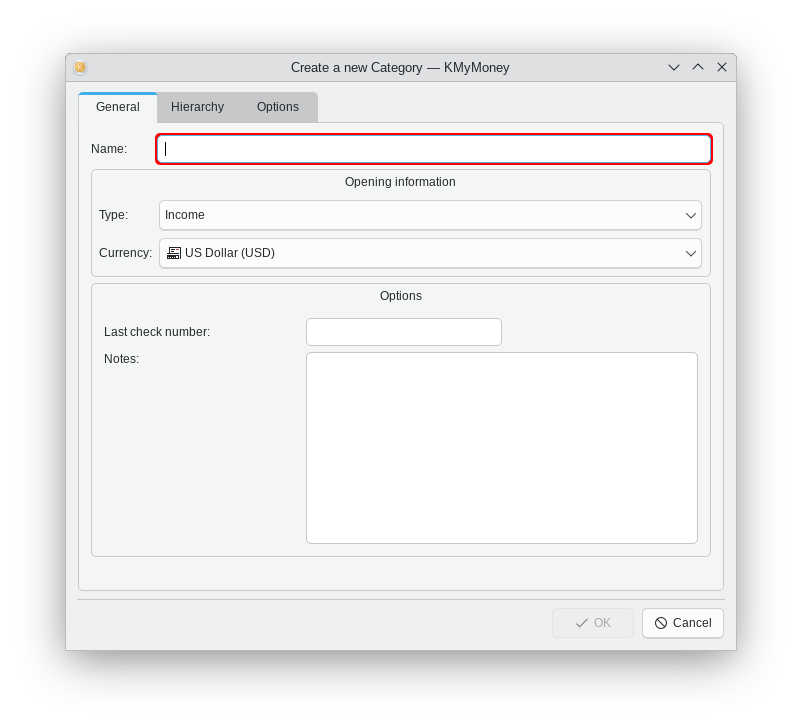 Create a new Category — KMyMoney
General Hierarchy Options
Name:
Opening information
Type: Income
Currency: US Dollar (USD)
Options
Last check number:
Notes:
OK Cancel